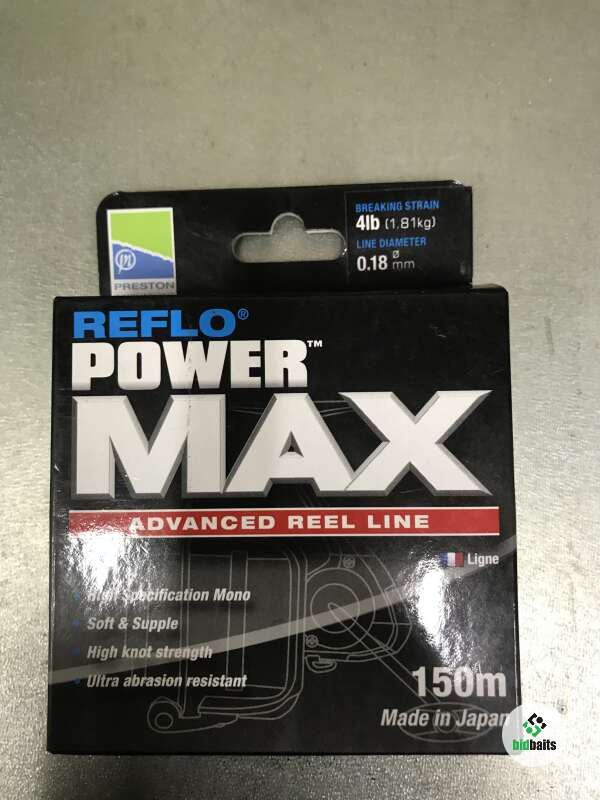 BREAKING STRAIN
4lb (1,81kg)
LINE DIAMETER
0.18 ø mm
PRESTON
REFLO®
POWER™
MAX
ADVANCED REEL LINE
Ligne
High Specification Mono
Soft & Supple
High knot strength
Ultra abrasion resistant
150m
Made in Japan
bidbaits